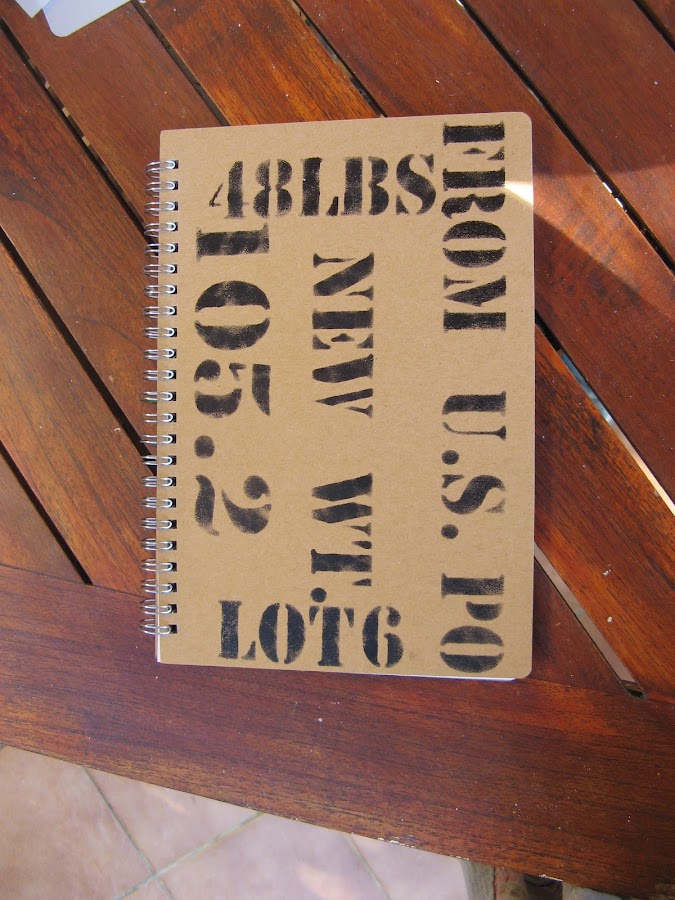 48LBS
FROM U.S. PO
NEW WT.
105.2
LOT6